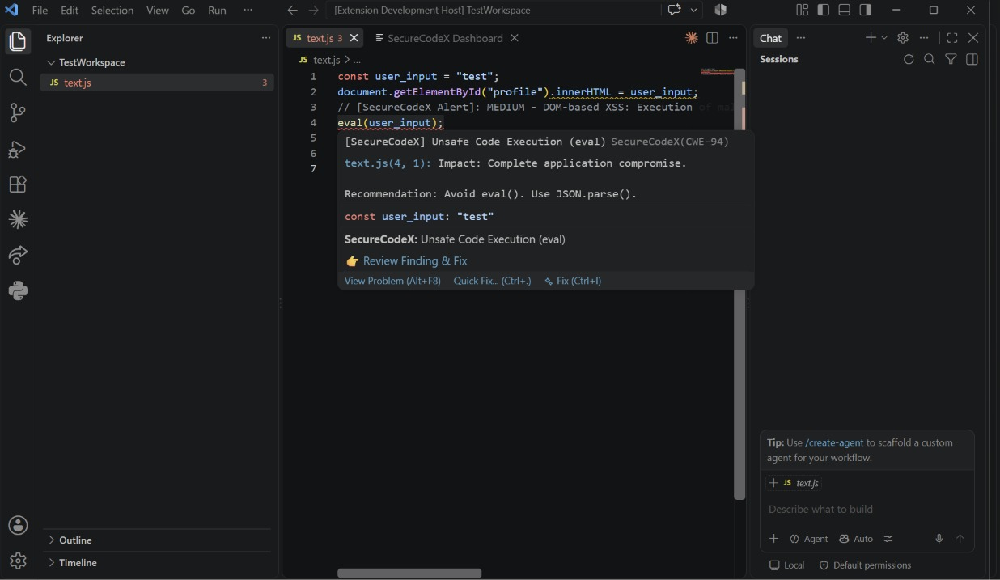 File Edit Selection View Go Run ··· [Extension Development Host] TestWorkspace
Explorer ···
TestWorkspace
JS text.js 3
Outline
Timeline
JS text.js 3 SecureCodeX Dashboard ···
JS text.js > ...
1 const user_input = "test";
2 document.getElementById("profile").innerHTML = user_input;
3 // [SecureCodeX Alert]: MEDIUM - DOM-based XSS: Execution of
4 eval(user_input);
5
6
7
[SecureCodeX] Unsafe Code Execution (eval) SecureCodeX(CWE-94)
text.js(4, 1): Impact: Complete application compromise.
Recommendation: Avoid eval(). Use JSON.parse().
const user_input: "test"
SecureCodeX: Unsafe Code Execution (eval)
👉 Review Finding & Fix
View Problem (Alt+F8) Quick Fix... (Ctrl+.) Fix (Ctrl+I)
Chat ··· ···
Sessions
Tip: Use /create-agent to scaffold a custom
agent for your workflow.
+ JS text.js
Describe what to build
+ Agent Auto
Local Default permissions